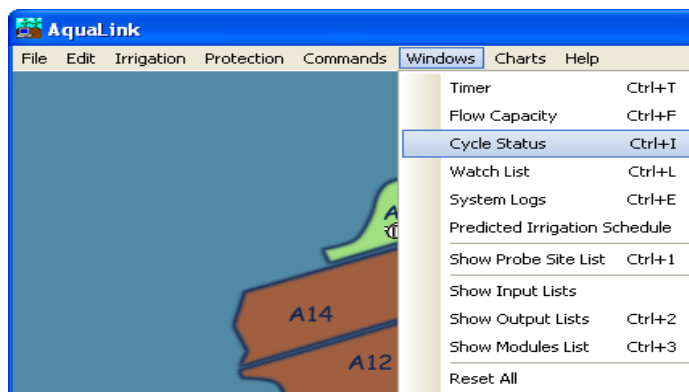 AquaLink
File Edit Irrigation Protection Commands Windows Charts Help
Timer Ctrl+T
Flow Capacity Ctrl+F
Cycle Status Ctrl+I
Watch List Ctrl+L
System Logs Ctrl+E
Predicted Irrigation Schedule
Show Probe Site List Ctrl+1
Show Input Lists
Show Output Lists Ctrl+2
Show Modules List Ctrl+3
Reset All
A14
A12